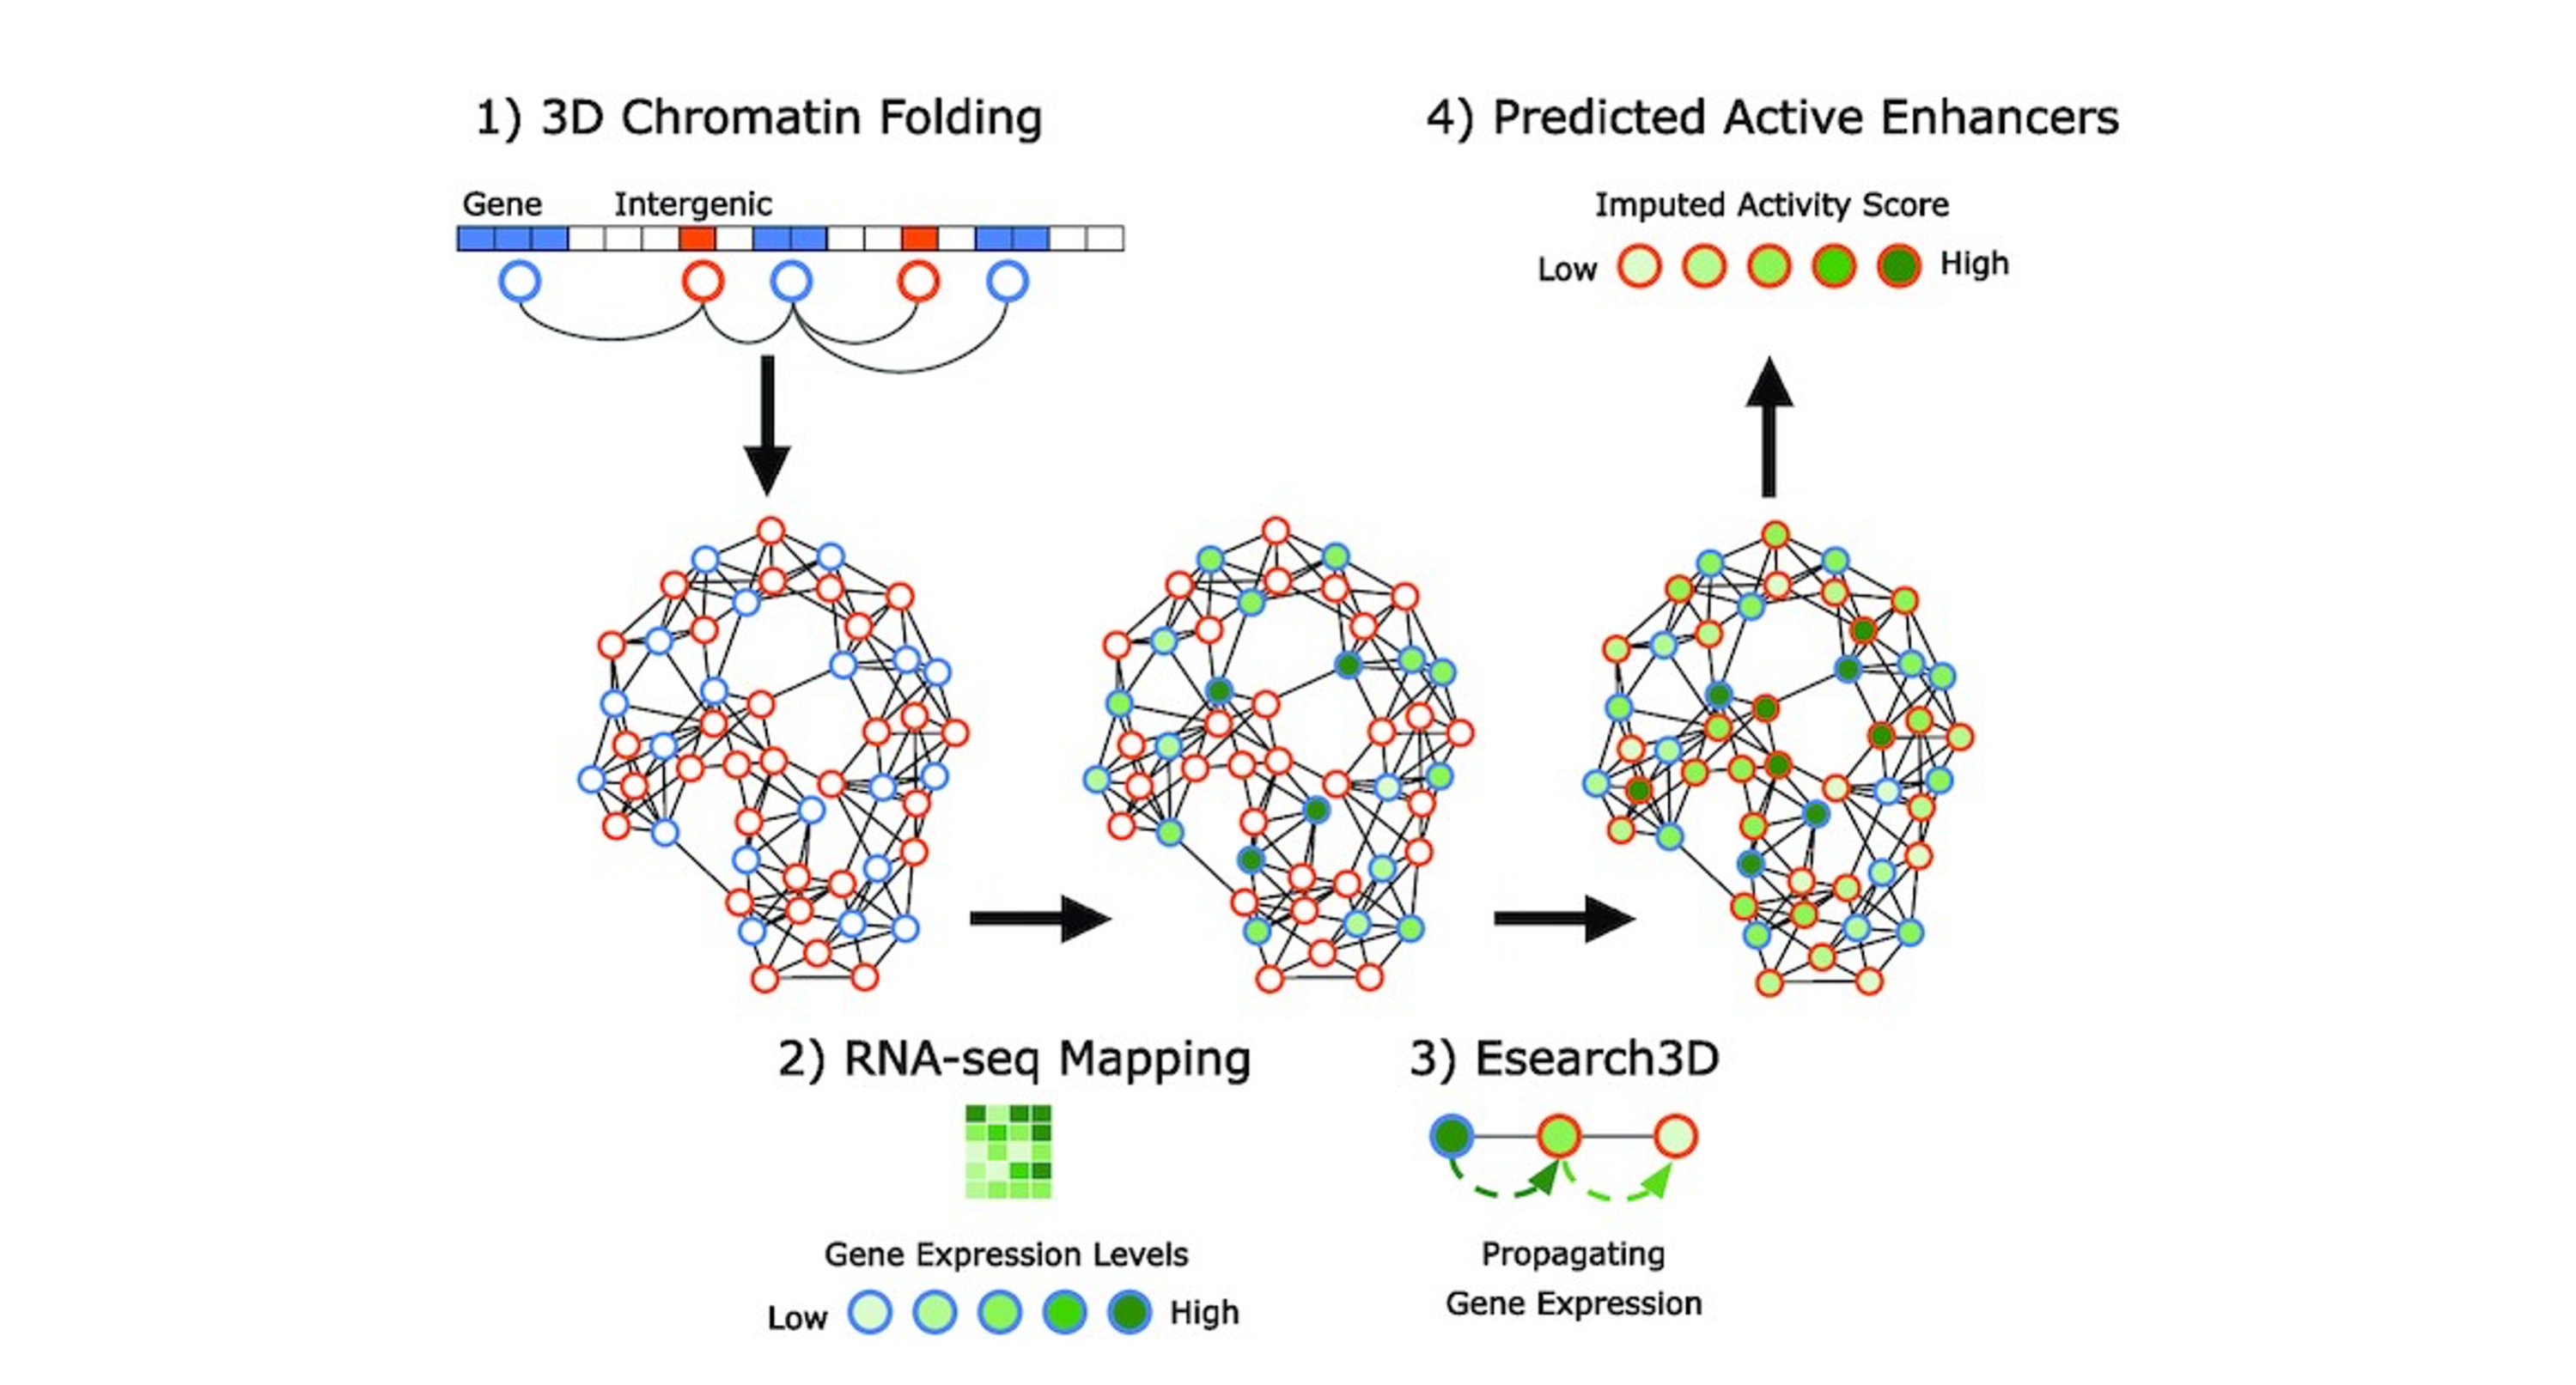 1) 3D Chromatin Folding
Gene Intergenic
4) Predicted Active Enhancers
Imputed Activity Score
Low High
2) RNA-seq Mapping
Gene Expression Levels
Low High
3) Esearch3D
Propagating
Gene Expression